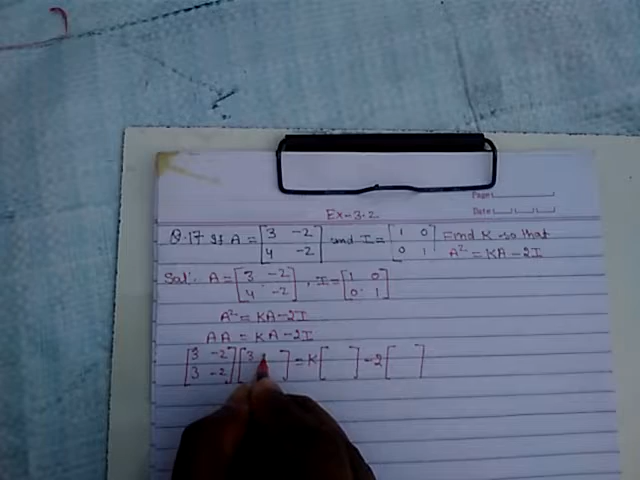 Page:
Date:
Ex-3.2
Q.17 If A = [3 -2 4 -2] and I = [1 0 0 1] Find K so that
A² = KA-2I
Sol: A = [3 -2 4 -2], I = [1 0 0 1]
A² = KA-2I
AA = KA-2I
[3 -2 3 -2] [3 ] = K [ ] -2 [ ]